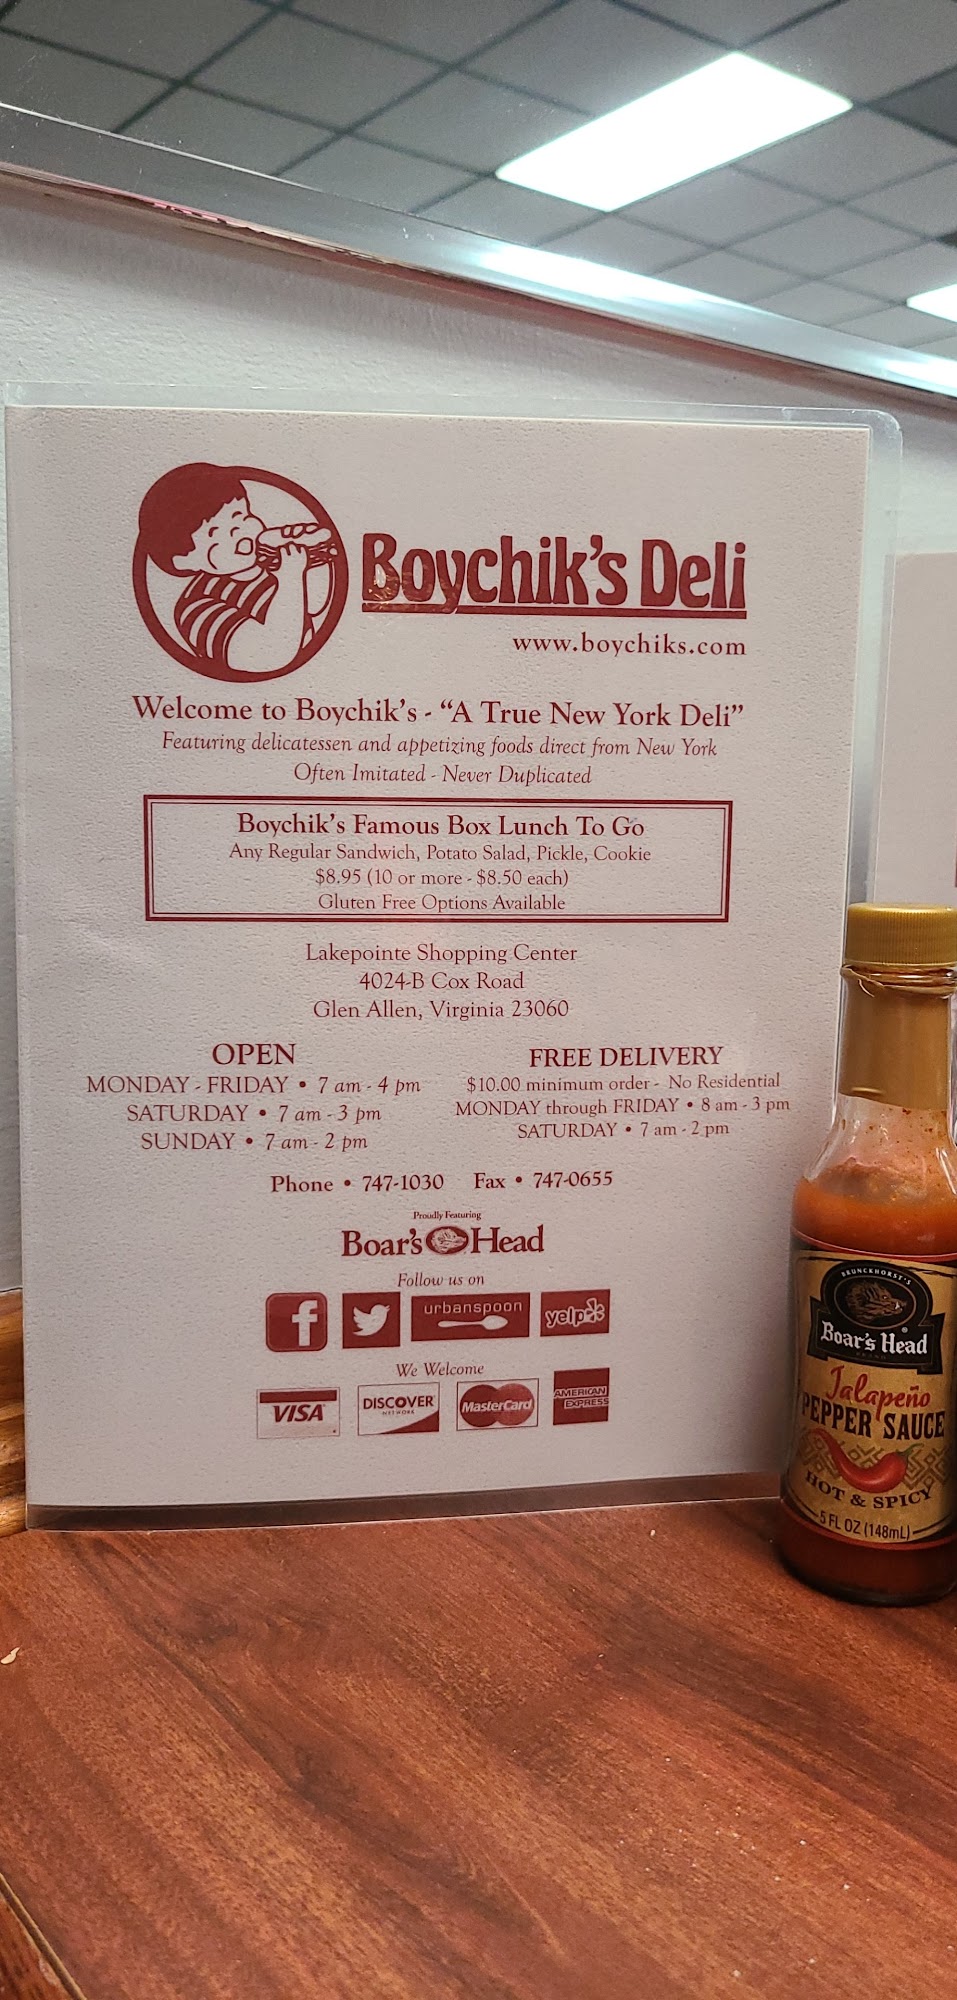 Boychik's Deli
www.boychiks.com
Welcome to Boychik's - "A True New York Deli"
Featuring delicatessen and appetizing foods direct from New York
Often Imitated - Never Duplicated
Boychik's Famous Box Lunch To Go
Any Regular Sandwich, Potato Salad, Pickle, Cookie
$8.95 (10 or more - $8.50 each)
Gluten Free Options Available
Lakepointe Shopping Center
4024-B Cox Road
Glen Allen, Virginia 23060
OPEN
MONDAY - FRIDAY • 7 am - 4 pm
SATURDAY • 7 am - 3 pm
SUNDAY • 7 am - 2 pm
FREE DELIVERY
$10.00 minimum order - No Residential
MONDAY through FRIDAY • 8 am - 3 pm
SATURDAY • 7 am - 2 pm
Phone • 747-1030 Fax • 747-0655
Proudly Featuring
Boar's Head
Follow us on
f urbanspoon yelp
We Welcome
VISA DISCOVER NETWORK MasterCard AMERICAN EXPRESS
BRUNCKHORST'S
Boar's Head®
BRAND
Jalapeño
PEPPER SAUCE
HOT & SPICY
5 FL OZ (148mL)